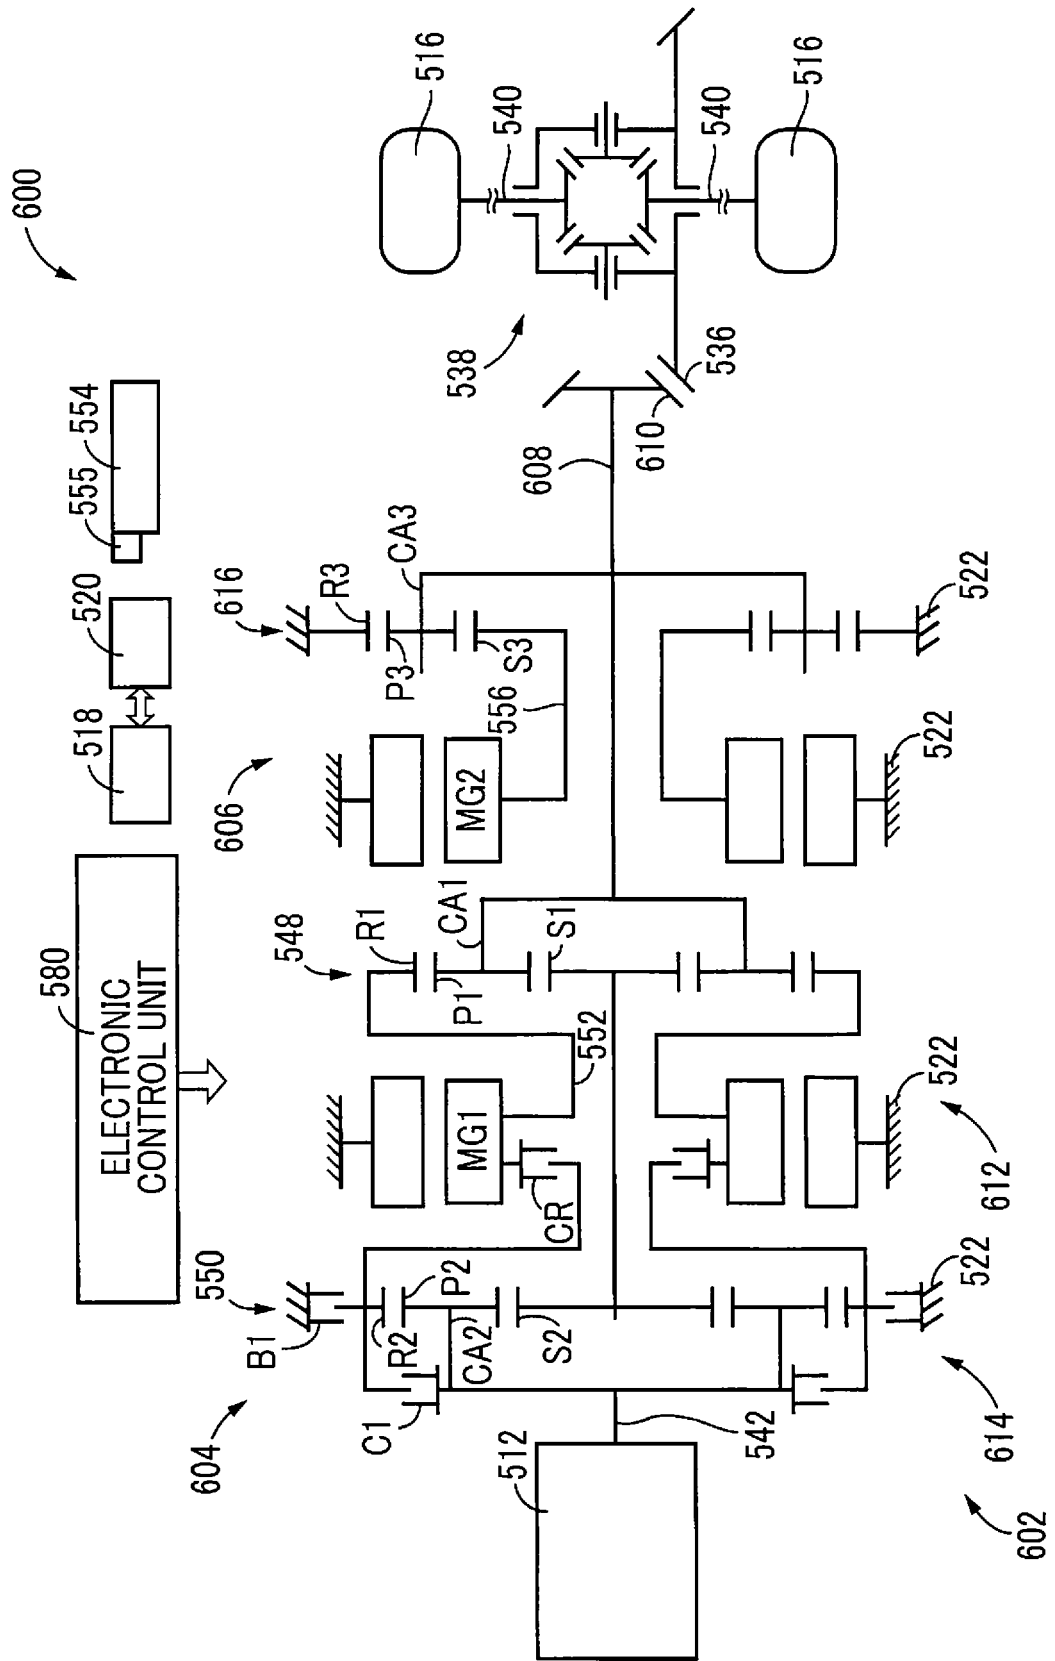 600
580
ELECTRONIC
CONTROL UNIT
518
520
555
554
604
550
548
606
616
B1
R2
P2
CA2
S2
C1
CR
MG1
552
R1
P1
CA1
S1
MG2
556
P3
R3
S3
CA3
608
610
536
538
516
540
540
516
512
542
522
522
522
522
602
614
612